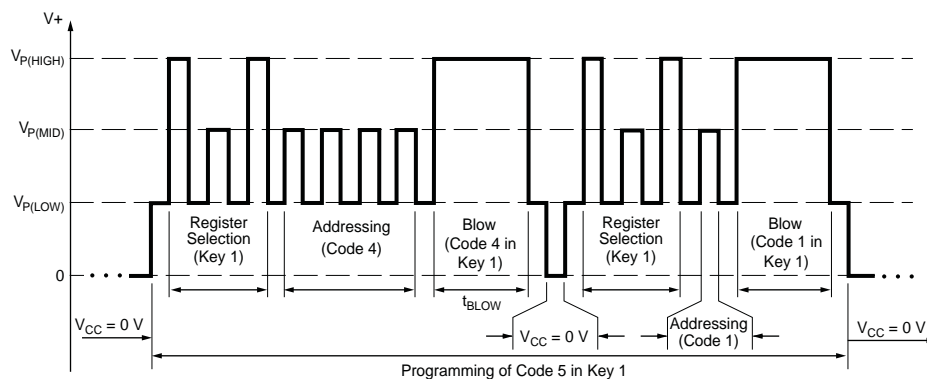 V+
VP(HIGH)
VP(MID)
VP(LOW)
0
Register
Selection
(Key 1)
Addressing
(Code 4)
Blow
(Code 4 in
Key 1)
Register
Selection
(Key 1)
Blow
(Code 1 in
Key 1)
tBLOW
VCC = 0 V
VCC = 0 V
Addressing
(Code 1)
VCC = 0 V
Programming of Code 5 in Key 1